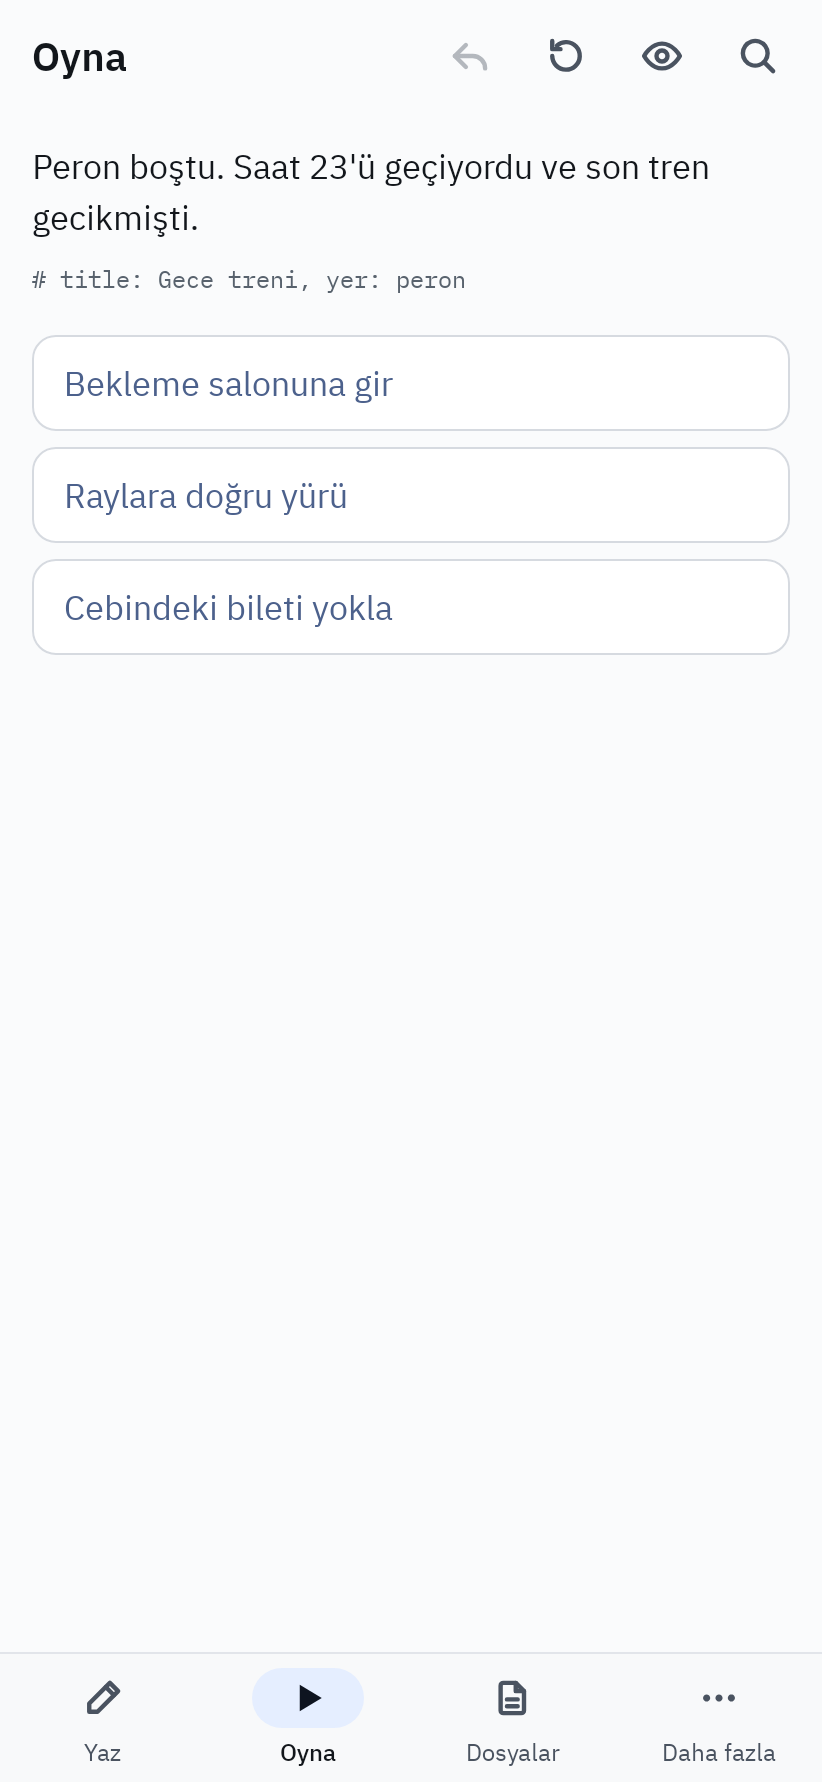 Oyna
Peron boştu. Saat 23'ü geçiyordu ve son tren
gecikmişti.
# title: Gece treni, yer: peron
Bekleme salonuna gir
Raylara doğru yürü
Cebindeki bileti yokla
Yaz
Oyna
Dosyalar
Daha fazla